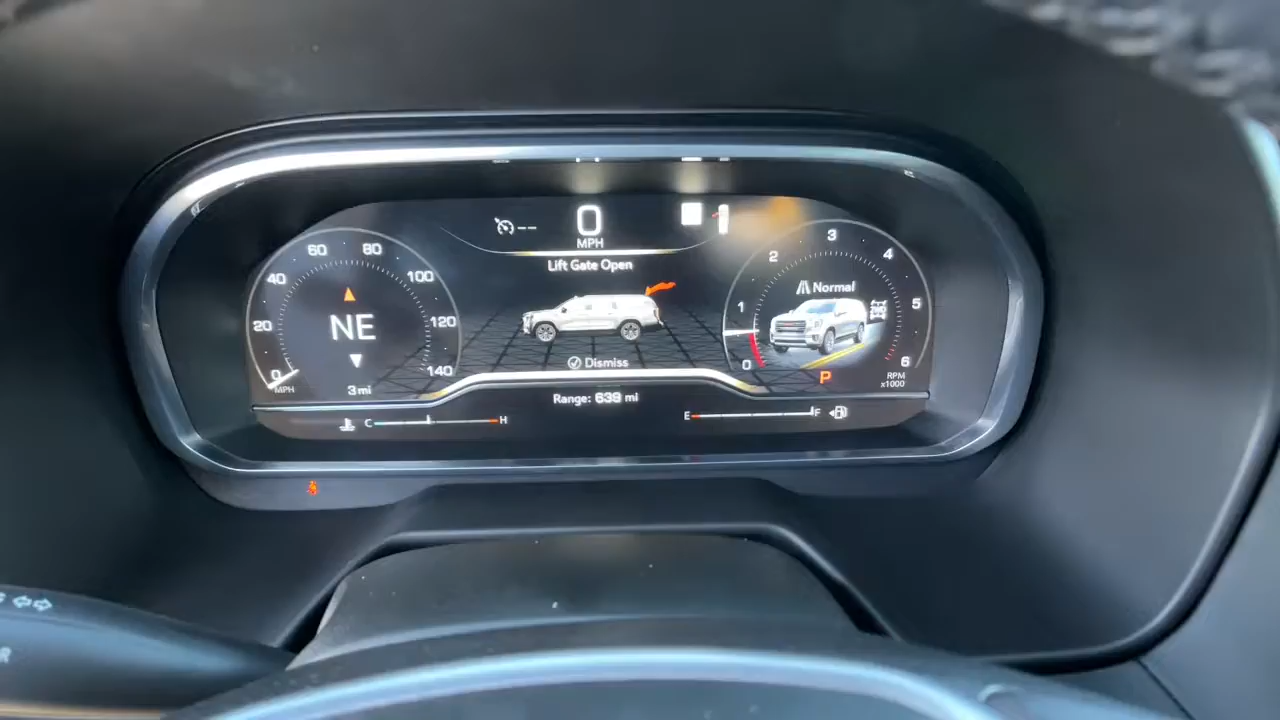 0
MPH
--
Lift Gate Open
Dismiss
Range: 639 mi
0
20
40
60
80
100
120
140
MPH
NE
3 mi
C
H
0
1
2
3
4
5
6
RPM
x1000
Normal
P
E
F
R